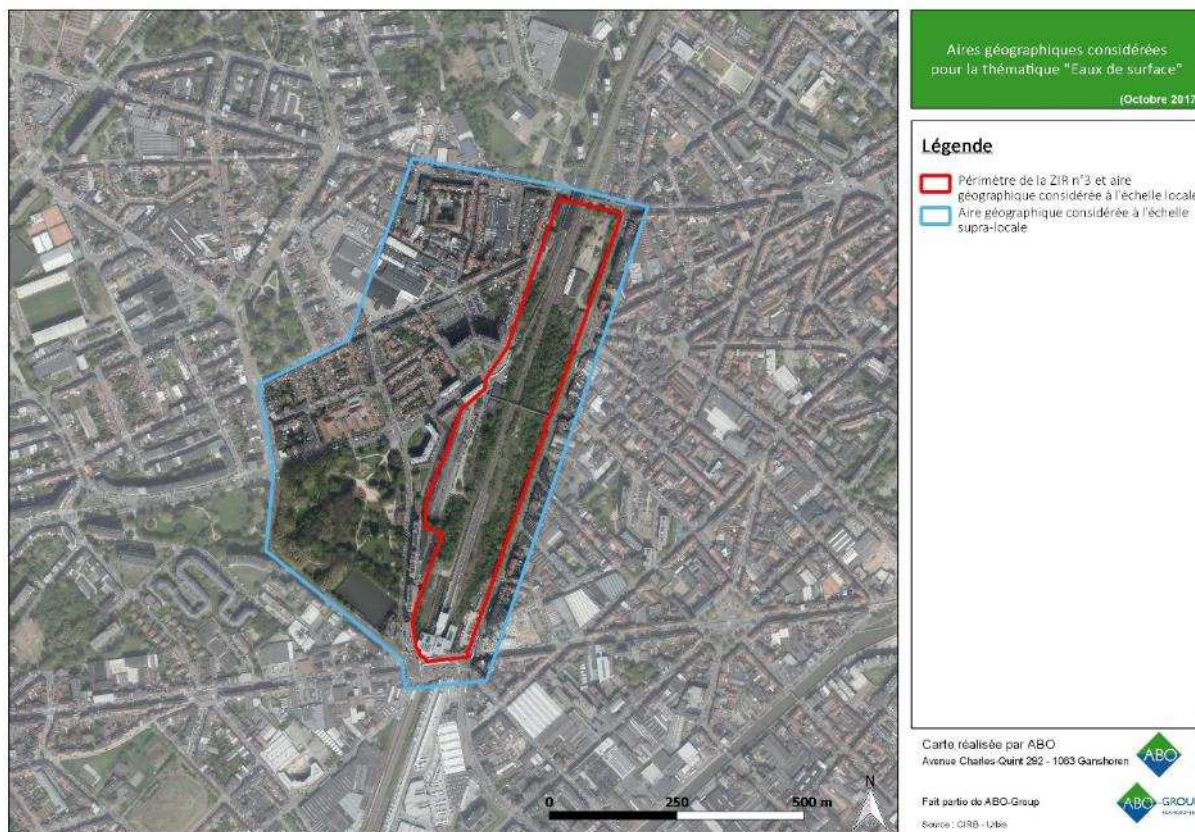 Aires géographiques considérées
pour la thématique "Eaux de surface"
(Octobre 2017
Légende
Périmètre de la ZIR n°3 et aire
géographique considérée à l'échelle locale
Aire géographique considérée à l'échelle
supra-locale
Carte réalisée par ABO
Avenue Charles-Quint 292 - 1083 Ganshoren
ABO
Fait partie de ABO-Group
ABO-GROUP
Source : CIRB - Urbis
N
0 250 500 m